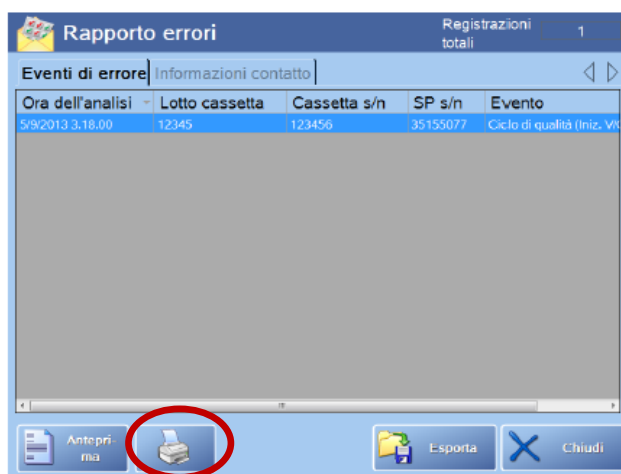 Rapporto errori
Registrazioni
totali
1
Eventi di errore Informazioni contatto
Ora dell'analisi Lotto cassetta Cassetta s/n SP s/n Evento
5/9/2013 3.18.00 12345 123456 35155077 Ciclo di qualità (Iniz. V/C
Antepri-
ma
Esporta
Chiudi